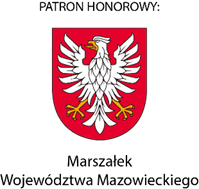 PATRON HONOROWY:
Marszałek
Województwa Mazowieckiego